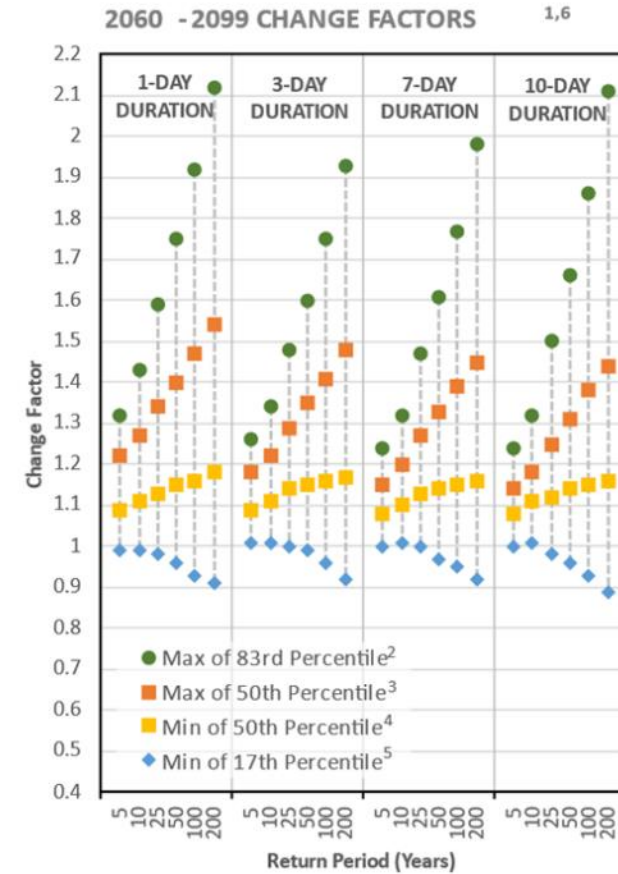 2060 - 2099 CHANGE FACTORS 1,6
2.2
2.1
2
1.9
1.8
1.7
1.6
1.5
1.4
1.3
1.2
1.1
1
0.9
0.8
0.7
0.6
0.5
0.4
Change Factor
1-DAY
DURATION
3-DAY
DURATION
7-DAY
DURATION
10-DAY
DURATION
Max of 83rd Percentile2
Max of 50th Percentile3
Min of 50th Percentile4
Min of 17th Percentile5
5 10 25 50 100 200 5 10 25 50 100 200 5 10 25 50 100 200 5 10 25 50 100 200
Return Period (Years)